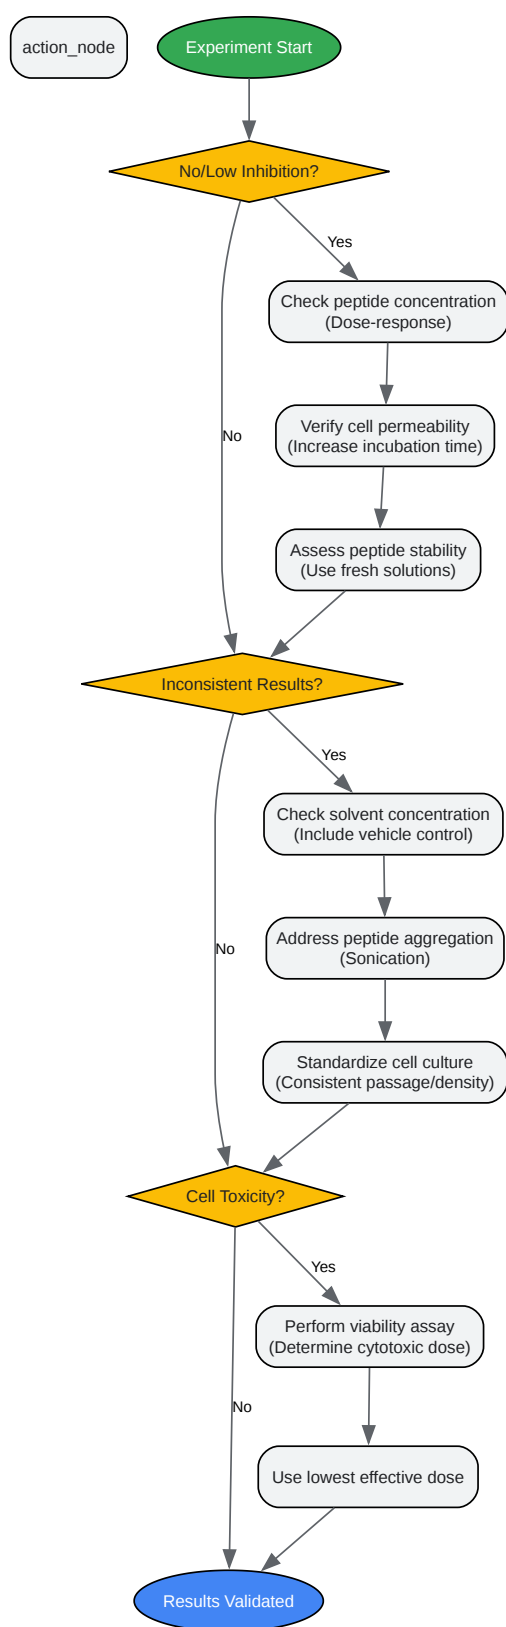 action_node
Experiment Start
No/Low Inhibition?
Yes
Check peptide concentration
(Dose-response)
Verify cell permeability
(Increase incubation time)
No
Assess peptide stability
(Use fresh solutions)
Inconsistent Results?
Yes
Check solvent concentration
(Include vehicle control)
Address peptide aggregation
(Sonication)
No
Standardize cell culture
(Consistent passage/density)
Cell Toxicity?
Yes
Perform viability assay
(Determine cytotoxic dose)
No
Use lowest effective dose
Results Validated